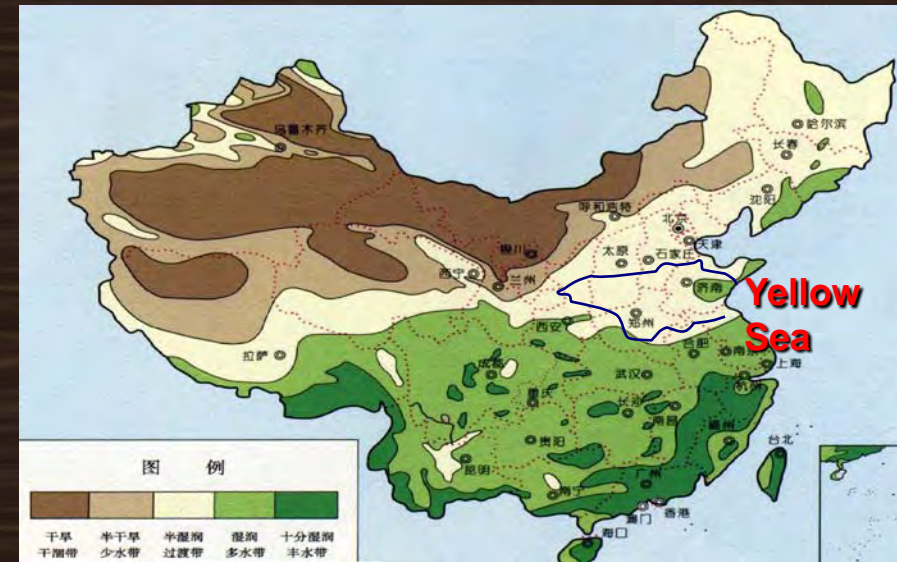 乌鲁木齐
哈尔滨
长春
沈阳
呼和浩特
北京
天津
银川
太原
石家庄
西宁
兰州
济南
Yellow
Sea
西安
郑州
拉萨
合肥
南京
上海
成都
武汉
杭州
重庆
长沙
南昌
贵阳
福州
台北
昆明
广州
南宁
香港
澳门
海口
图 例
干旱 半干旱 半湿润 湿润 十分湿润
干涸带 少水带 过渡带 多水带 丰水带